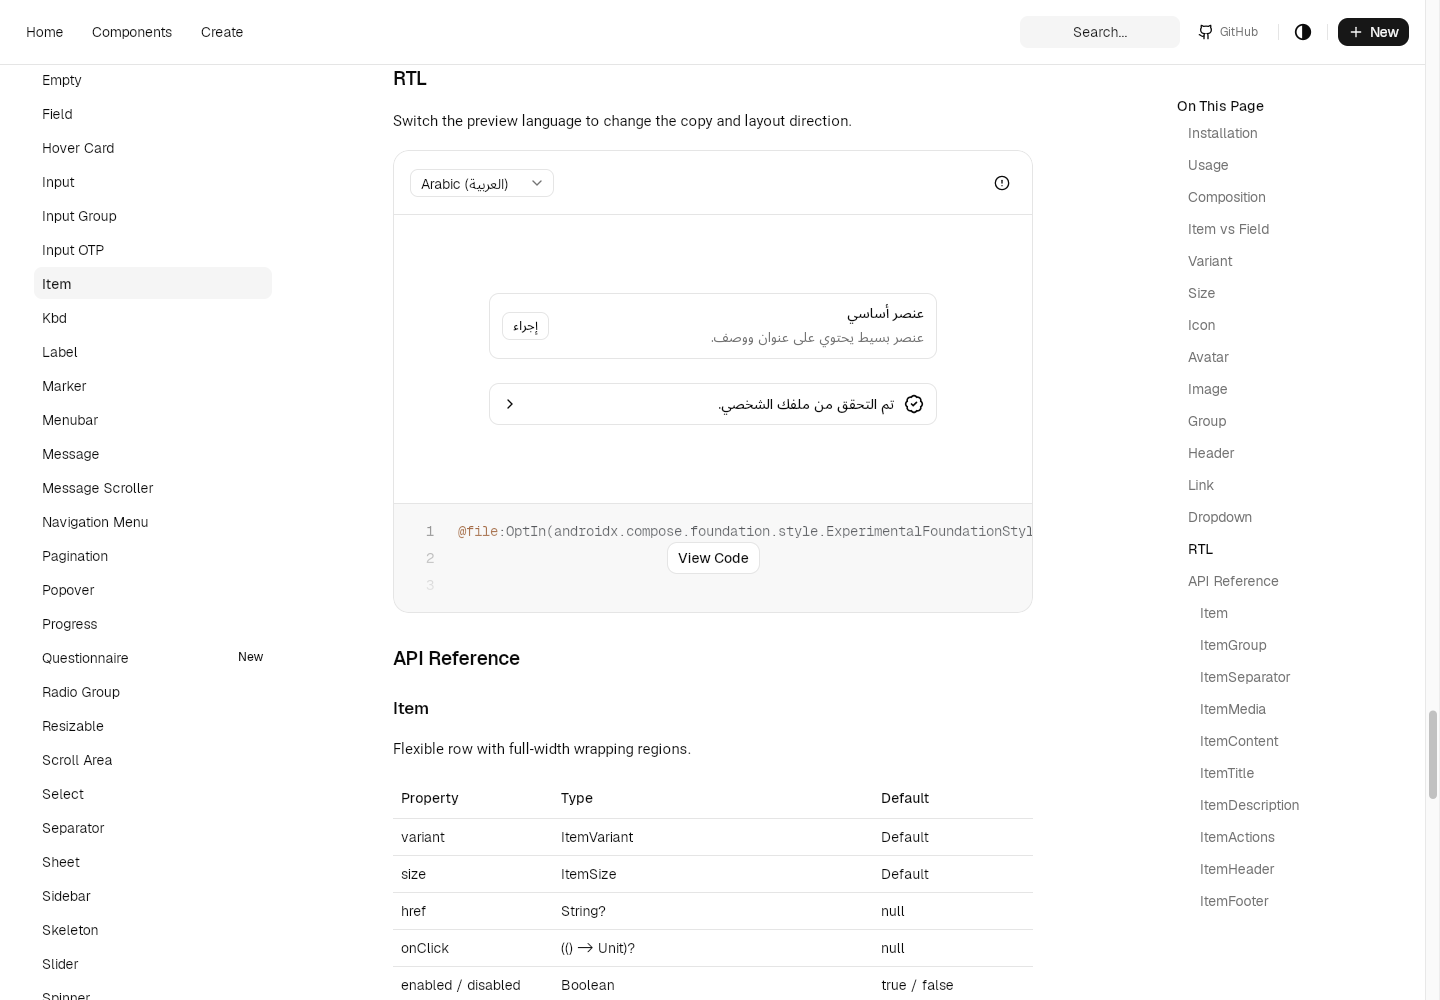 Home Components Create Search... GitHub New
Empty
Field
Hover Card
Input
Input Group
Input OTP
Item
Kbd
Label
Marker
Menubar
Message
Message Scroller
Navigation Menu
Pagination
Popover
Progress
Questionnaire New
Radio Group
Resizable
Scroll Area
Select
Separator
Sheet
Sidebar
Skeleton
Slider
Spinner
RTL
Switch the preview language to change the copy and layout direction.
Arabic (العربية)
عنصر أساسي
عنصر بسيط يحتوي على عنوان ووصف.
إجراء
تم التحقق من ملفك الشخصي.
1 @file:OptIn(androidx.compose.foundation.style.ExperimentalFoundationStyl
2
3
View Code
API Reference
Item
Flexible row with full-width wrapping regions.
Property Type Default
variant ItemVariant Default
size ItemSize Default
href String? null
onClick (() -> Unit)? null
enabled / disabled Boolean true / false
On This Page
Installation
Usage
Composition
Item vs Field
Variant
Size
Icon
Avatar
Image
Group
Header
Link
Dropdown
RTL
API Reference
Item
ItemGroup
ItemSeparator
ItemMedia
ItemContent
ItemTitle
ItemDescription
ItemActions
ItemHeader
ItemFooter